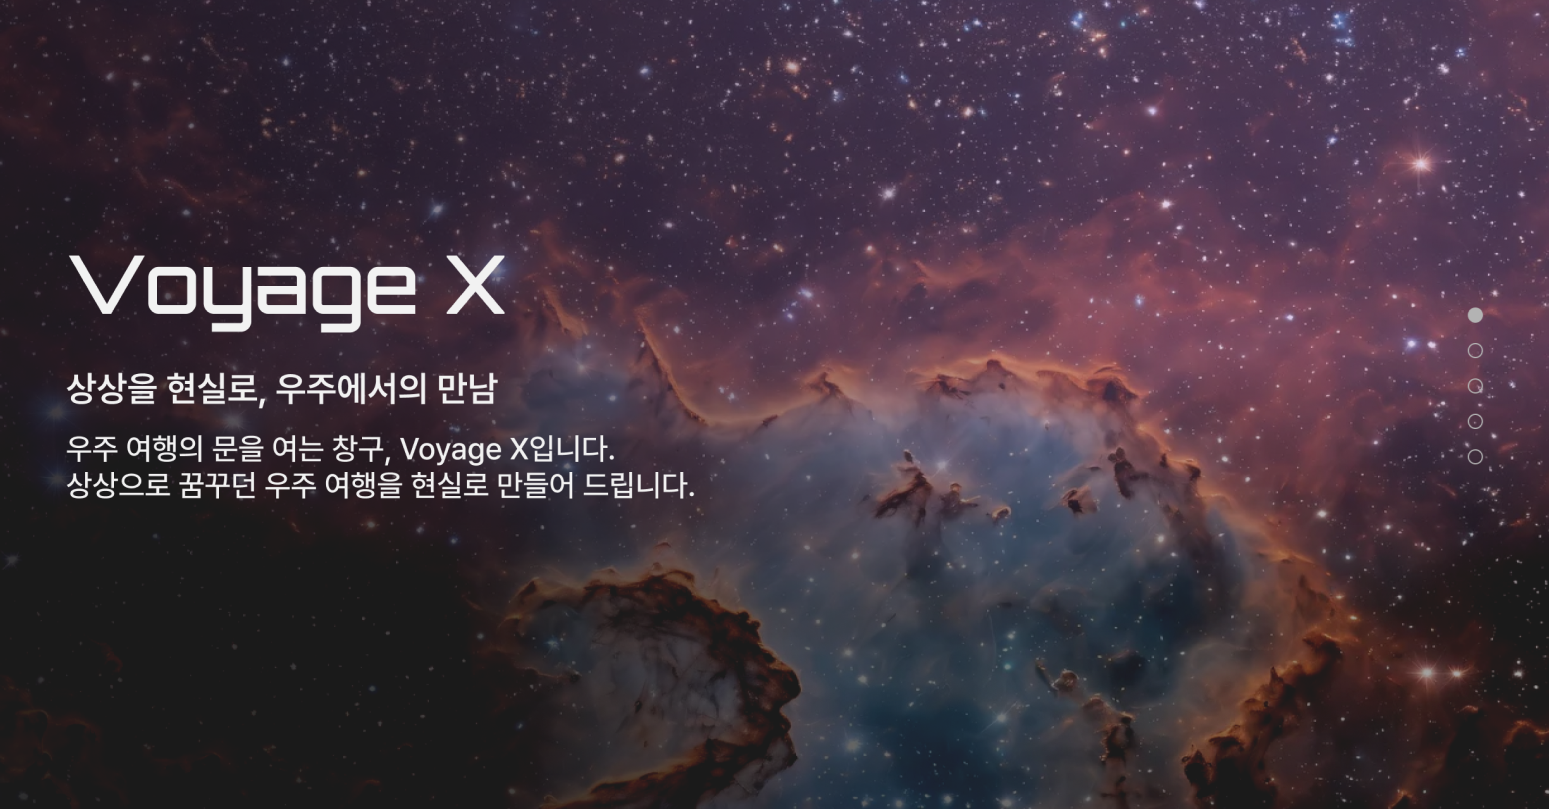 Voyage X
상상을 현실로, 우주에서의 만남
우주 여행의 문을 여는 창구, Voyage X입니다.
상상으로 꿈꾸던 우주 여행을 현실로 만들어 드립니다.